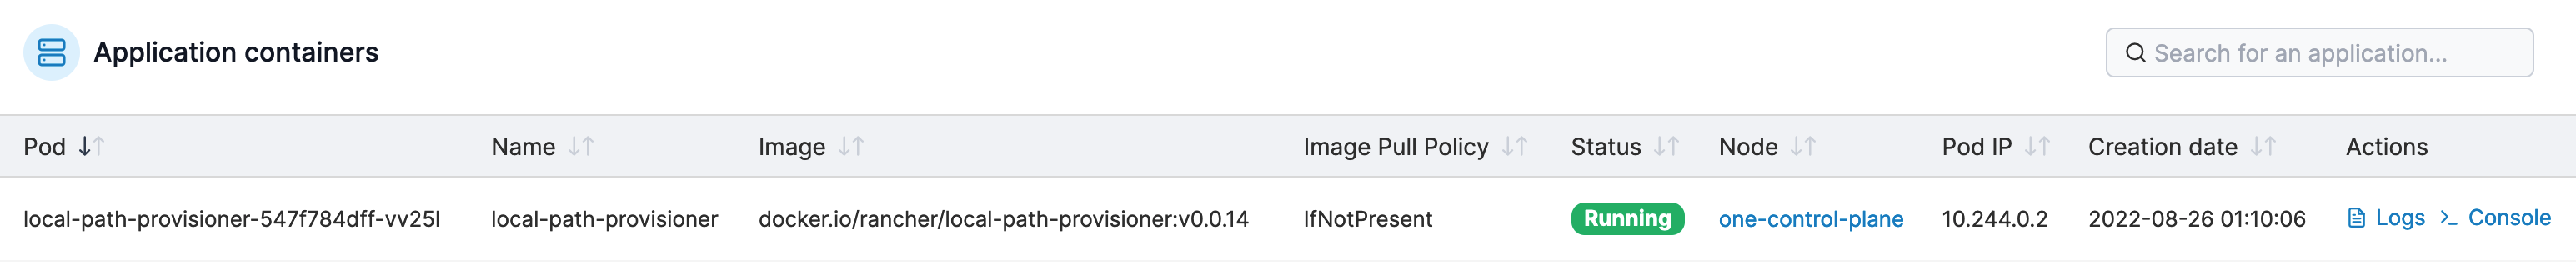 Application containers
Search for an application...
Pod Name Image Image Pull Policy Status Node Pod IP Creation date Actions
local-path-provisioner-547f784dff-vv25l local-path-provisioner docker.io/rancher/local-path-provisioner:v0.0.14 IfNotPresent Running one-control-plane 10.244.0.2 2022-08-26 01:10:06 Logs Console